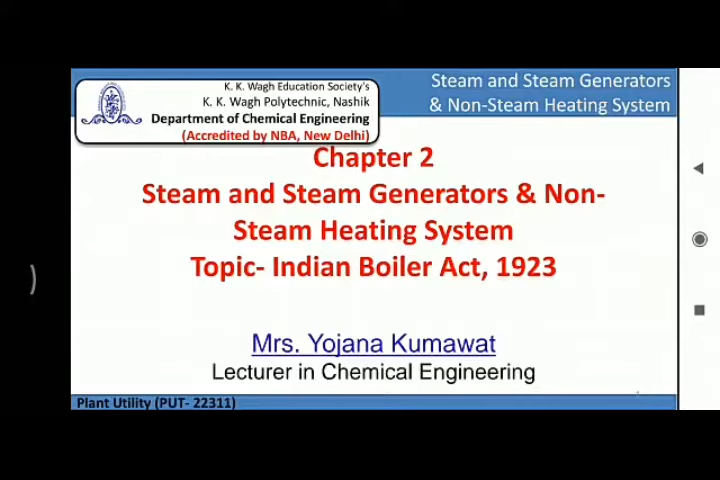 K. K. Wagh Education Society's
K. K. Wagh Polytechnic, Nashik
Department of Chemical Engineering
(Accredited by NBA, New Delhi)
Steam and Steam Generators
& Non-Steam Heating System
Chapter 2
Steam and Steam Generators & Non-
Steam Heating System
Topic- Indian Boiler Act, 1923
Mrs. Yojana Kumawat
Lecturer in Chemical Engineering
Plant Utility (PUT- 22311)